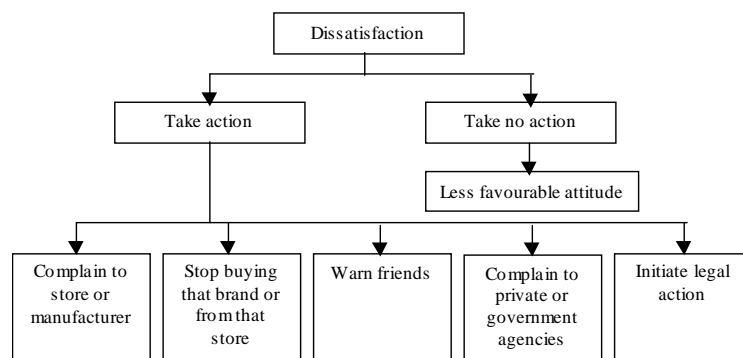 Dissatisfaction
Take action
Take no action
Less favourable attitude
Complain to
store or
manufacturer
Stop buying
that brand or
from that
store
Warn friends
Complain to
private or
government
agencies
Initiate legal
action